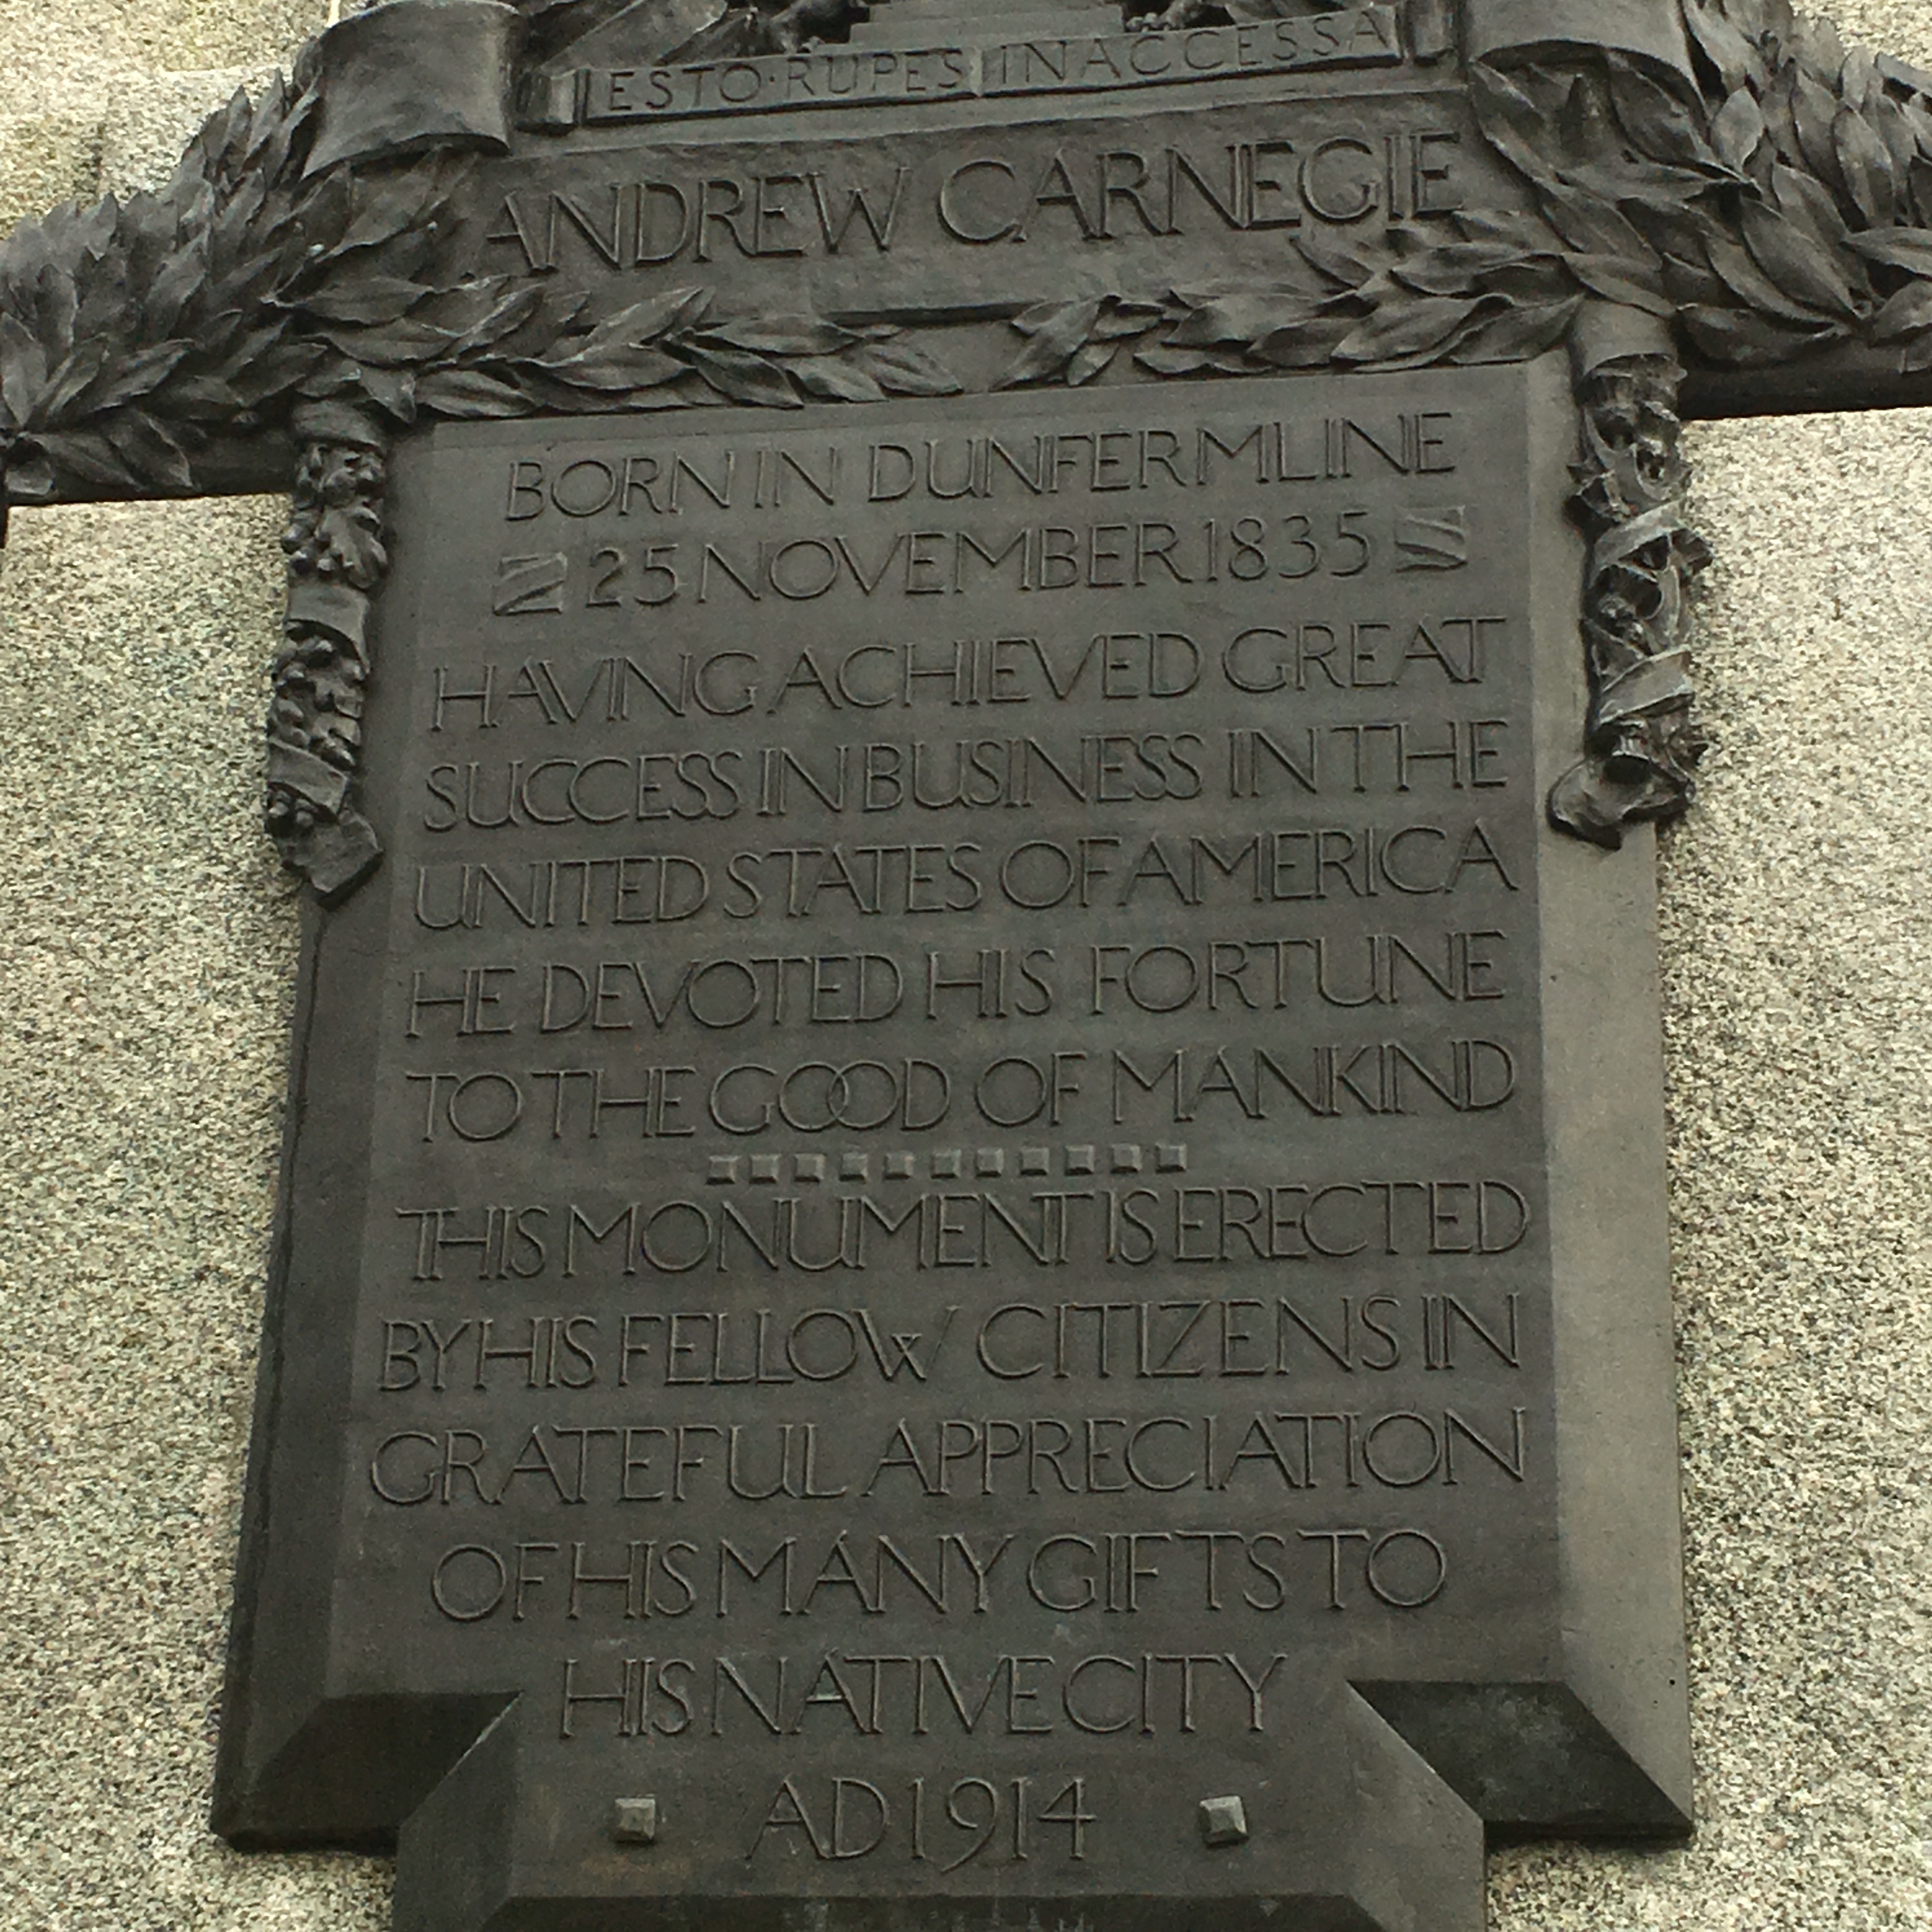 ESTO·RUPES INACCESSA
ANDREW CARNEGIE
BORN IN DUNFERMLINE
25 NOVEMBER 1835
HAVING ACHIEVED GREAT
SUCCESS IN BUSINESS IN THE
UNITED STATES OF AMERICA
HE DEVOTED HIS FORTUNE
TO THE GOOD OF MANKIND
THIS MONUMENT IS ERECTED
BY HIS FELLOW CITIZENS IN
GRATEFUL APPRECIATION
OF HIS MANY GIFTS TO
HIS NATIVE CITY
AD 1914